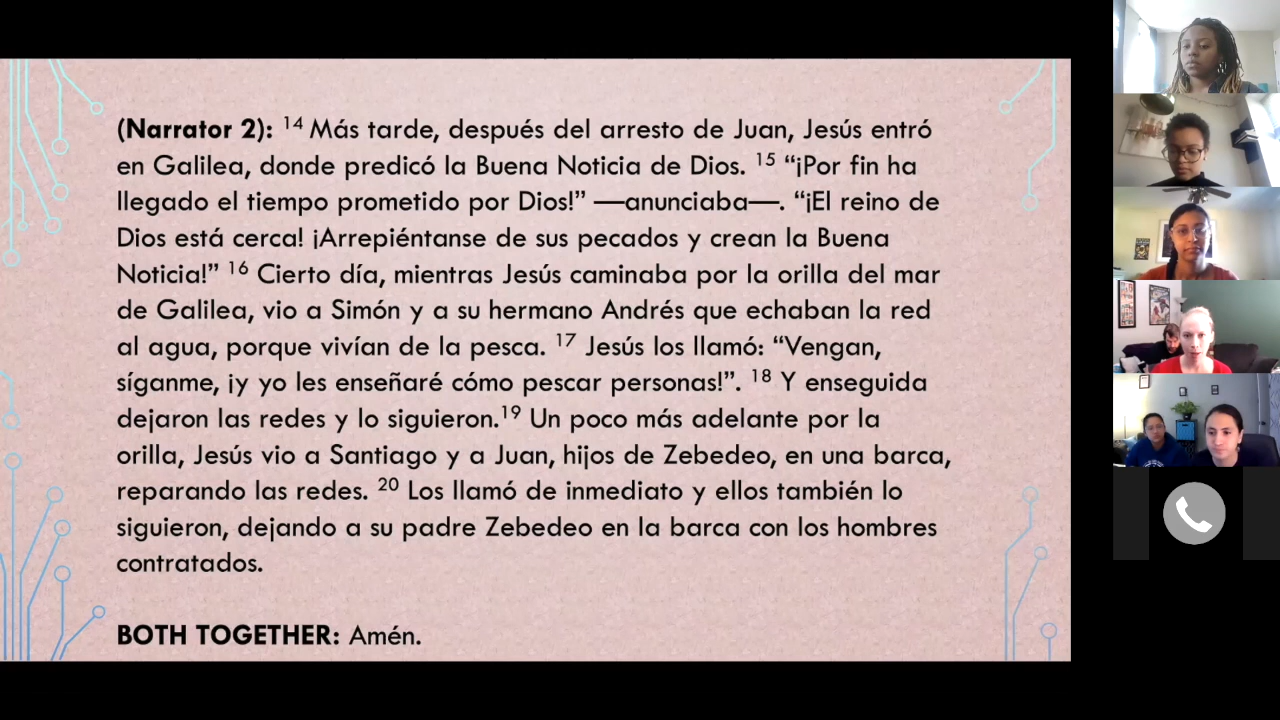 (Narrator 2): 14 Más tarde, después del arresto de Juan, Jesús entró
en Galilea, donde predicó la Buena Noticia de Dios. 15 “¡Por fin ha
llegado el tiempo prometido por Dios!” —anunciaba—. “¡El reino de
Dios está cerca! ¡Arrepiéntanse de sus pecados y crean la Buena
Noticia!” 16 Cierto día, mientras Jesús caminaba por la orilla del mar
de Galilea, vio a Simón y a su hermano Andrés que echaban la red
al agua, porque vivían de la pesca. 17 Jesús los llamó: “Vengan,
síganme, ¡y yo les enseñaré cómo pescar personas!”. 18 Y enseguida
dejaron las redes y lo siguieron.19 Un poco más adelante por la
orilla, Jesús vio a Santiago y a Juan, hijos de Zebedeo, en una barca,
reparando las redes. 20 Los llamó de inmediato y ellos también lo
siguieron, dejando a su padre Zebedeo en la barca con los hombres
contratados.
BOTH TOGETHER: Amén.